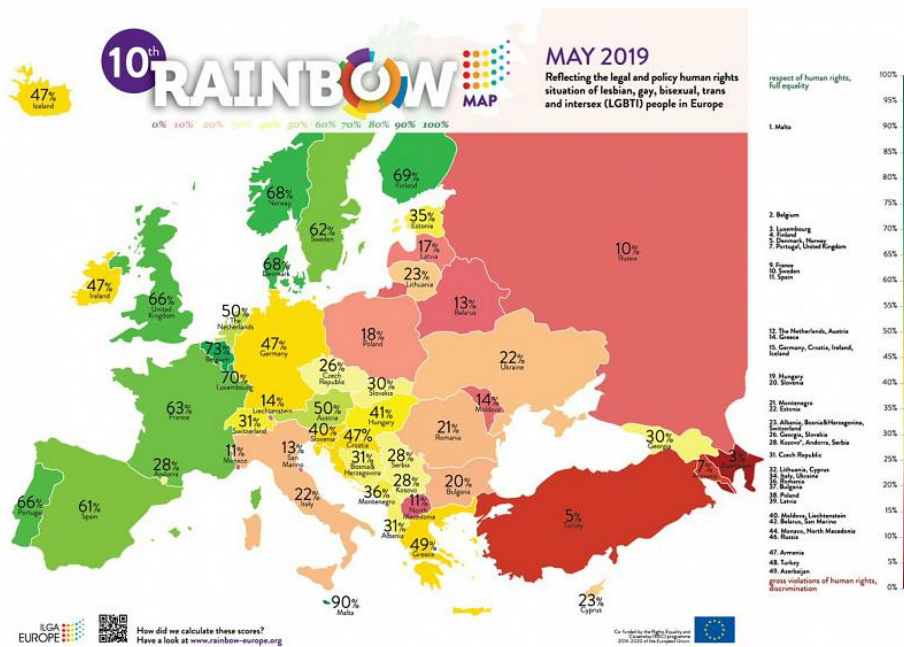 10th
RAINBOW
MAP
MAY 2019
Reflecting the legal and policy human rights
situation of lesbian, gay, bisexual, trans
and intersex (LGBTI) people in Europe
0% 10% 20% 30% 40% 50% 60% 70% 80% 90% 100%
47%
Iceland
68%
Norway
62%
Sweden
69%
Finland
35%
Estonia
17%
Latvia
23%
Lithuania
10%
Russia
68%
Denmark
13%
Belarus
47%
Ireland
66%
United
Kingdom
50%
The
Netherlands
73%
Belgium
70%
Luxembourg
47%
Germany
18%
Poland
22%
Ukraine
26%
Czech
Republic
30%
Slovakia
63%
France
14%
Liechtenstein
31%
Switzerland
50%
Austria
41%
Hungary
14%
Moldova
40%
Slovenia
47%
Croatia
21%
Romania
30%
Georgia
11%
Monaco
13%
San
Marino
31%
Bosnia&
Herzegovina
28%
Serbia
28%
Andorra
28%
Kosovo
20%
Bulgaria
7%
Armenia
3%
66%
Portugal
61%
Spain
22%
Italy
36%
Montenegro
11%
North
Macedonia
5%
Turkey
31%
Albania
49%
Greece
90%
Malta
23%
Cyprus
respect of human rights,
full equality
1. Malta
2. Belgium
3. Luxembourg
4. Finland
5. Denmark, Norway
7. Portugal, United Kingdom
9. France
10. Sweden
11. Spain
12. The Netherlands, Austria
14. Greece
15. Germany, Croatia, Ireland,
Iceland
19. Hungary
20. Slovenia
21. Montenegro
22. Estonia
23. Albania, Bosnia&Herzegovina,
Switzerland
26. Georgia, Slovakia
28. Kosovo*, Andorra, Serbia
31. Czech Republic
32. Lithuania, Cyprus
34. Italy, Ukraine
36. Romania
37. Bulgaria
38. Poland
39. Latvia
40. Moldova, Liechtenstein
42. Belarus, San Marino
44. Monaco, North Macedonia
46. Russia
47. Armenia
48. Turkey
49. Azerbaijan
gross violations of human rights,
discrimination
100%
95%
90%
85%
80%
75%
70%
65%
60%
55%
50%
45%
40%
35%
30%
25%
20%
15%
10%
5%
0%
ILGA
EUROPE
How did we calculate these scores?
Have a look at www.rainbow-europe.org
Co-funded by the Rights, Equality and
Citizenship (REC) programme
2014-2020 of the European Union